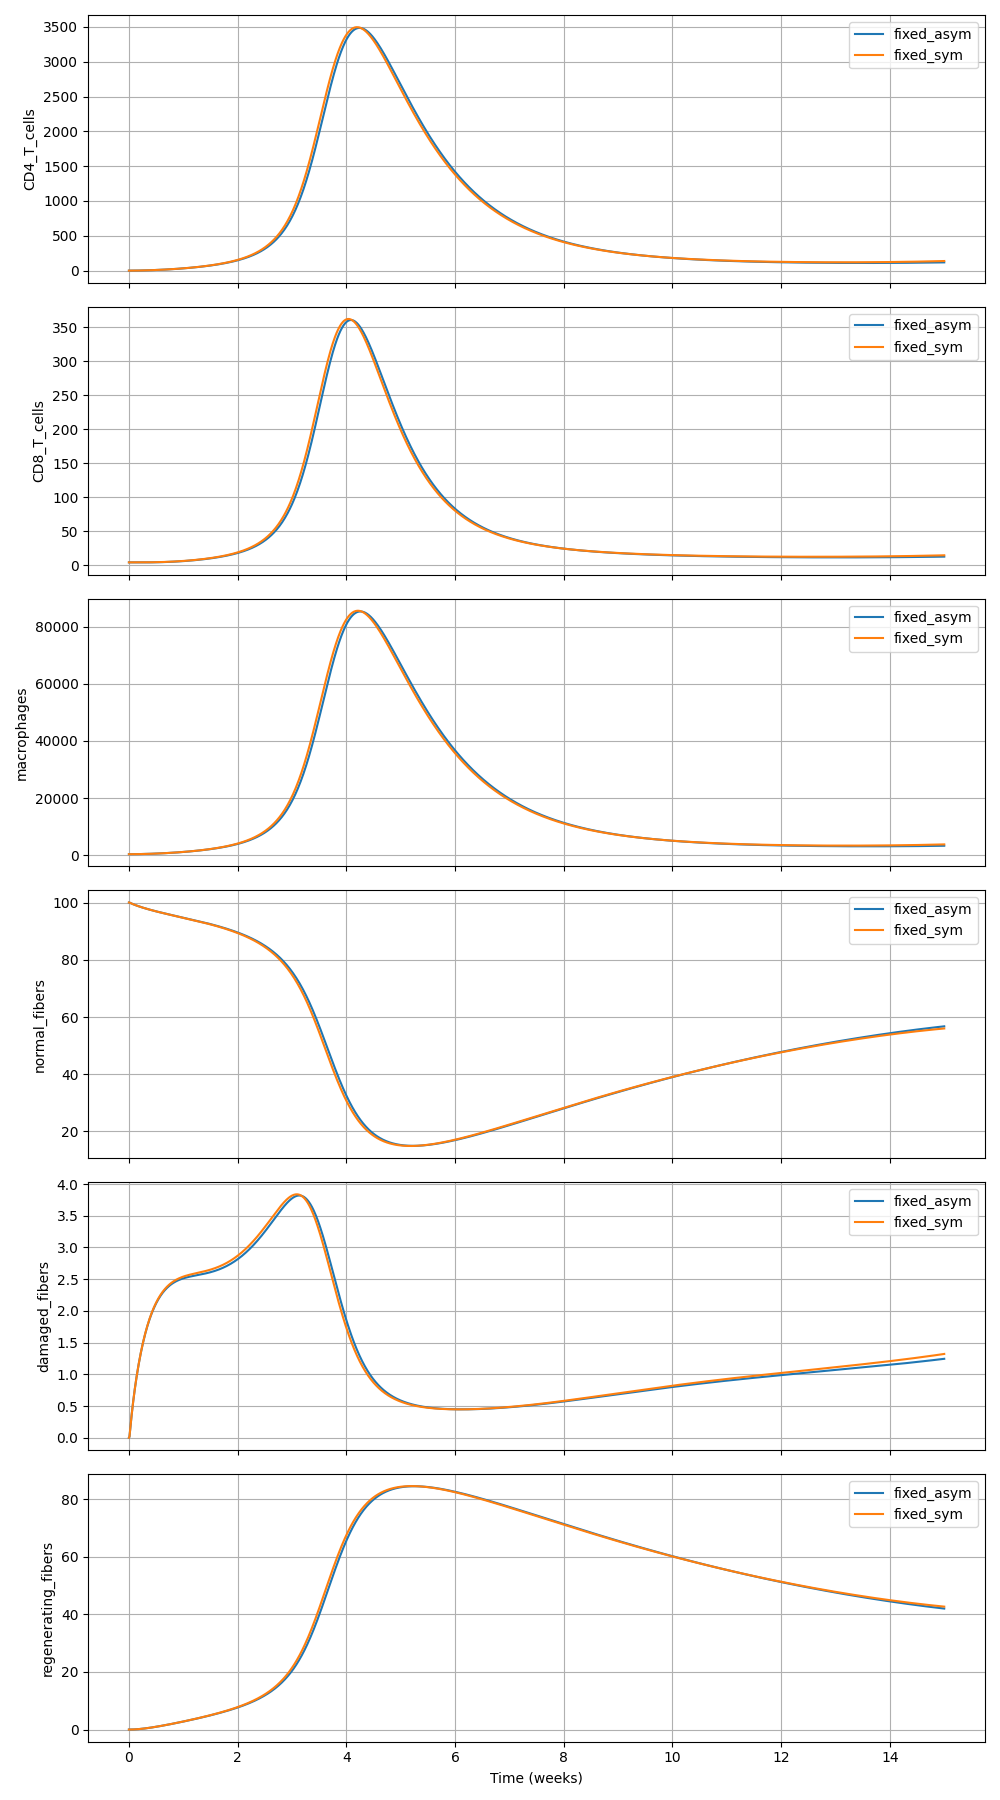 CD4_T_cells
3500
3000
2500
2000
1500
1000
500
0
fixed_asym
fixed_sym
CD8_T_cells
350
300
250
200
150
100
50
0
fixed_asym
fixed_sym
macrophages
80000
60000
40000
20000
0
fixed_asym
fixed_sym
normal_fibers
100
80
60
40
20
fixed_asym
fixed_sym
damaged_fibers
4.0
3.5
3.0
2.5
2.0
1.5
1.0
0.5
0.0
fixed_asym
fixed_sym
regenerating_fibers
80
60
40
20
0
fixed_asym
fixed_sym
0 2 4 6 8 10 12 14
Time (weeks)